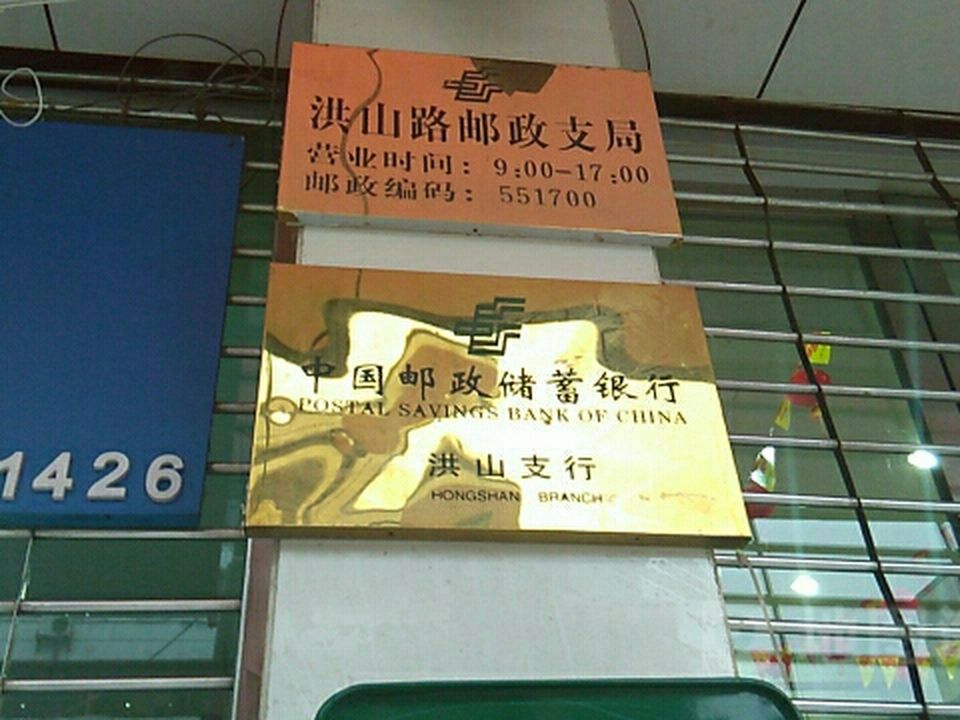 洪山路邮政支局
营业时间：9:00-17:00
邮政编码：551700
中国邮政储蓄银行
POSTAL SAVINGS BANK OF CHINA
洪山支行
HONGSHAN BRANCH
1426